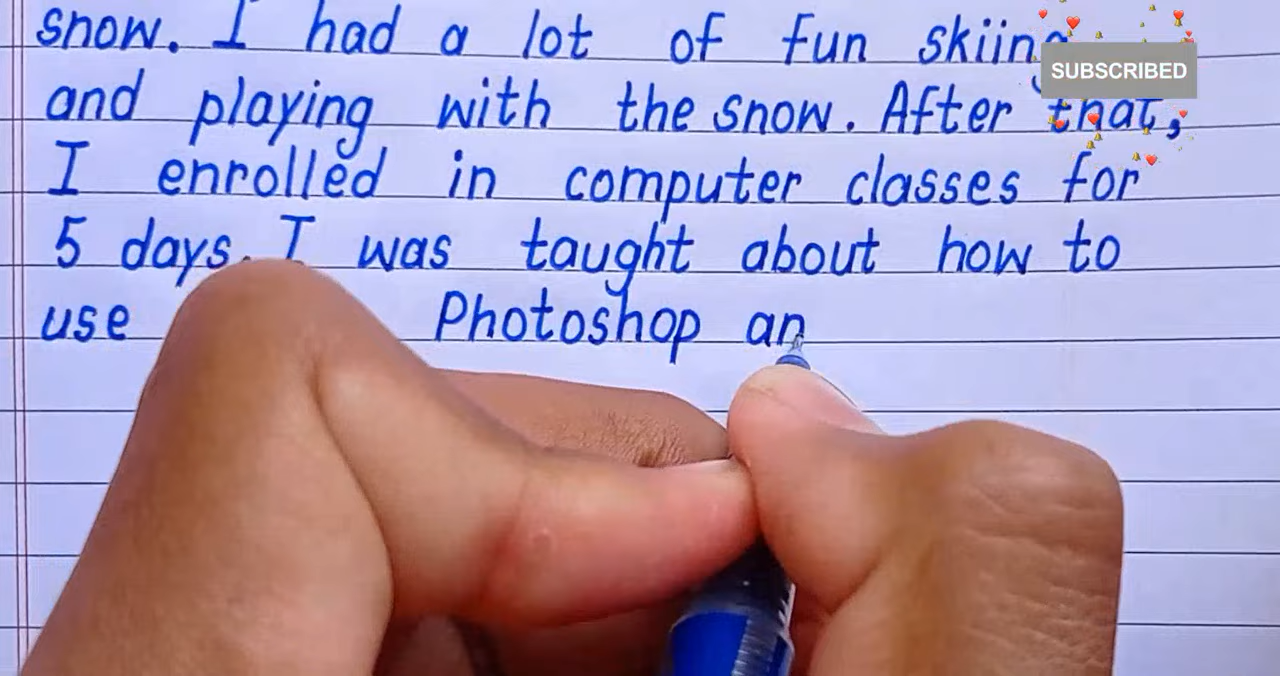 snow. I had a lot of fun skiing
SUBSCRIBED
and playing with the snow. After that,
I enrolled in computer classes for
5 days. I was taught about how to
use Photoshop an